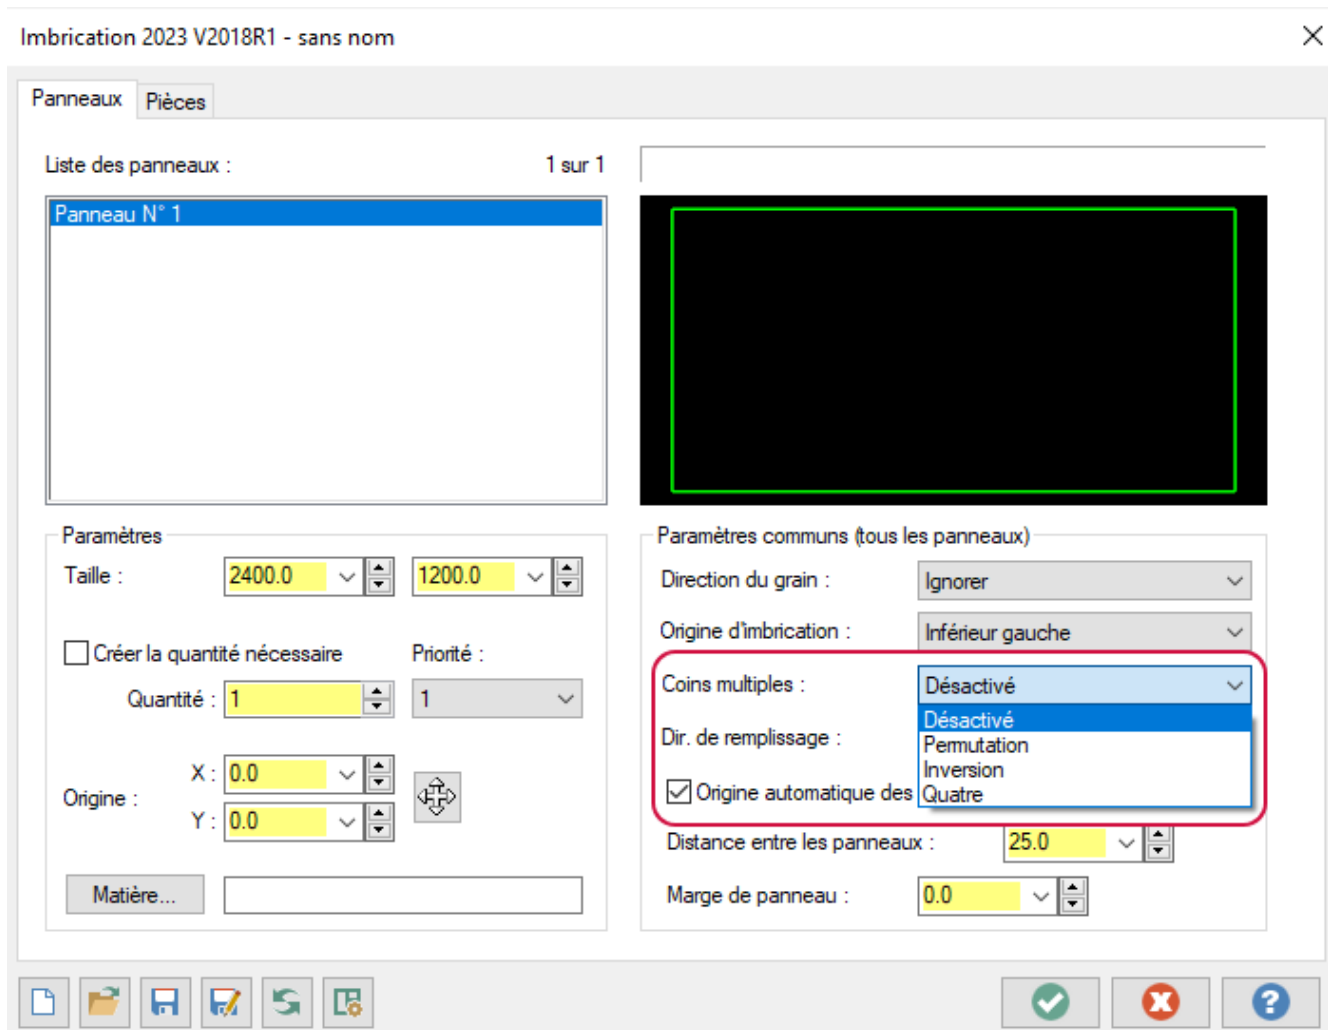 Imbrication 2023 V2018R1 - sans nom
Panneaux
Pièces
Liste des panneaux :
1 sur 1
Panneau N° 1
Paramètres
Taille :
2400.0
1200.0
Créer la quantité nécessaire
Priorité :
Quantité :
1
1
Origine :
X :
0.0
Y :
0.0
Matière...
Paramètres communs (tous les panneaux)
Direction du grain :
Ignorer
Origine d'imbrication :
Inférieur gauche
Coins multiples :
Désactivé
Désactivé
Permutation
Inversion
Quatre
Dir. de remplissage :
Origine automatique des
Distance entre les panneaux :
25.0
Marge de panneau :
0.0